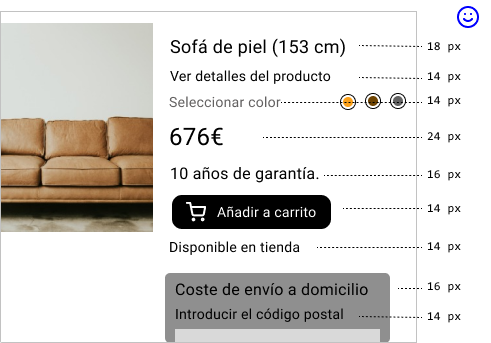 Sofá de piel (153 cm) 18 px
Ver detalles del producto 14 px
Seleccionar color 14 px
676€ 24 px
10 años de garantía. 16 px
Añadir a carrito 14 px
Disponible en tienda 14 px
Coste de envío a domicilio 16 px
Introducir el código postal 14 px